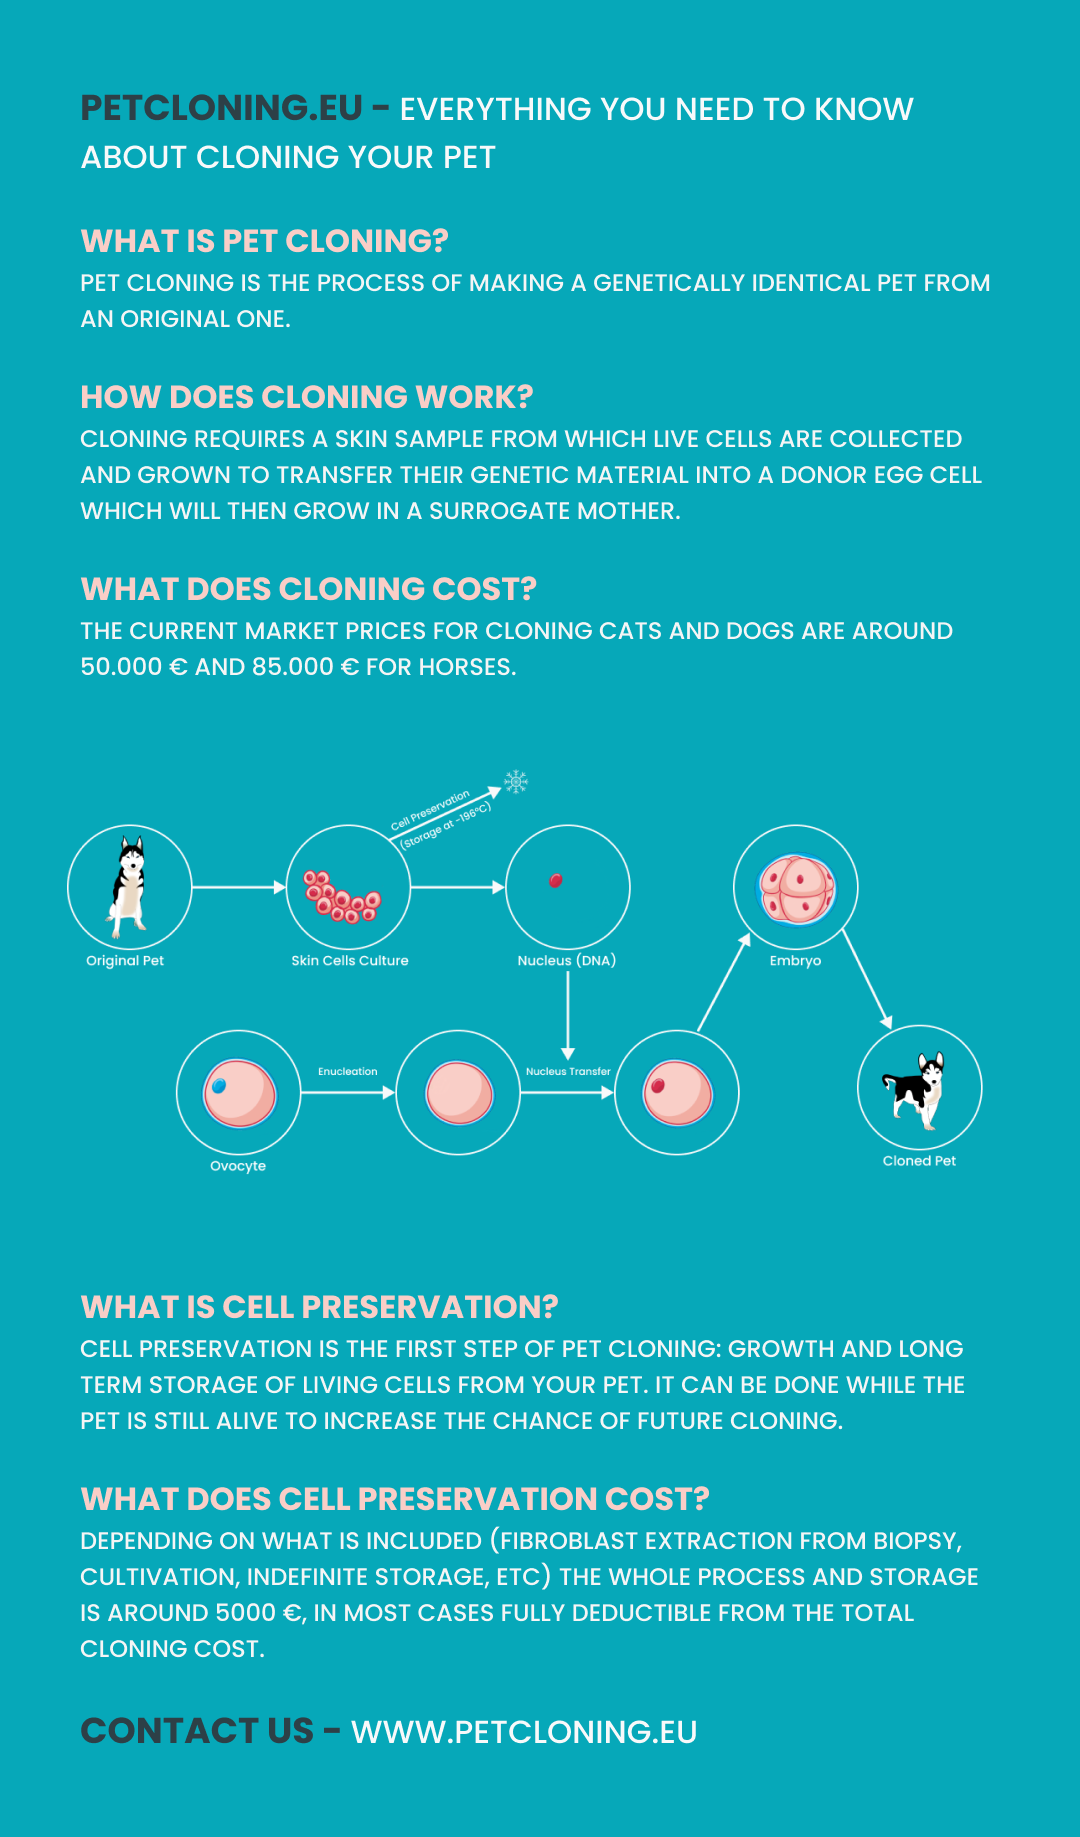 PETCLONING.EU - EVERYTHING YOU NEED TO KNOW
ABOUT CLONING YOUR PET
WHAT IS PET CLONING?
PET CLONING IS THE PROCESS OF MAKING A GENETICALLY IDENTICAL PET FROM
AN ORIGINAL ONE.
HOW DOES CLONING WORK?
CLONING REQUIRES A SKIN SAMPLE FROM WHICH LIVE CELLS ARE COLLECTED
AND GROWN TO TRANSFER THEIR GENETIC MATERIAL INTO A DONOR EGG CELL
WHICH WILL THEN GROW IN A SURROGATE MOTHER.
WHAT DOES CLONING COST?
THE CURRENT MARKET PRICES FOR CLONING CATS AND DOGS ARE AROUND
50.000 € AND 85.000 € FOR HORSES.
Cell Preservation
(Storage at -196°C)
Original Pet
Skin Cells Culture
Nucleus (DNA)
Embryo
Enucleation
Nucleus Transfer
Ovocyte
Cloned Pet
WHAT IS CELL PRESERVATION?
CELL PRESERVATION IS THE FIRST STEP OF PET CLONING: GROWTH AND LONG
TERM STORAGE OF LIVING CELLS FROM YOUR PET. IT CAN BE DONE WHILE THE
PET IS STILL ALIVE TO INCREASE THE CHANCE OF FUTURE CLONING.
WHAT DOES CELL PRESERVATION COST?
DEPENDING ON WHAT IS INCLUDED (FIBROBLAST EXTRACTION FROM BIOPSY,
CULTIVATION, INDEFINITE STORAGE, ETC) THE WHOLE PROCESS AND STORAGE
IS AROUND 5000 €, IN MOST CASES FULLY DEDUCTIBLE FROM THE TOTAL
CLONING COST.
CONTACT US - WWW.PETCLONING.EU